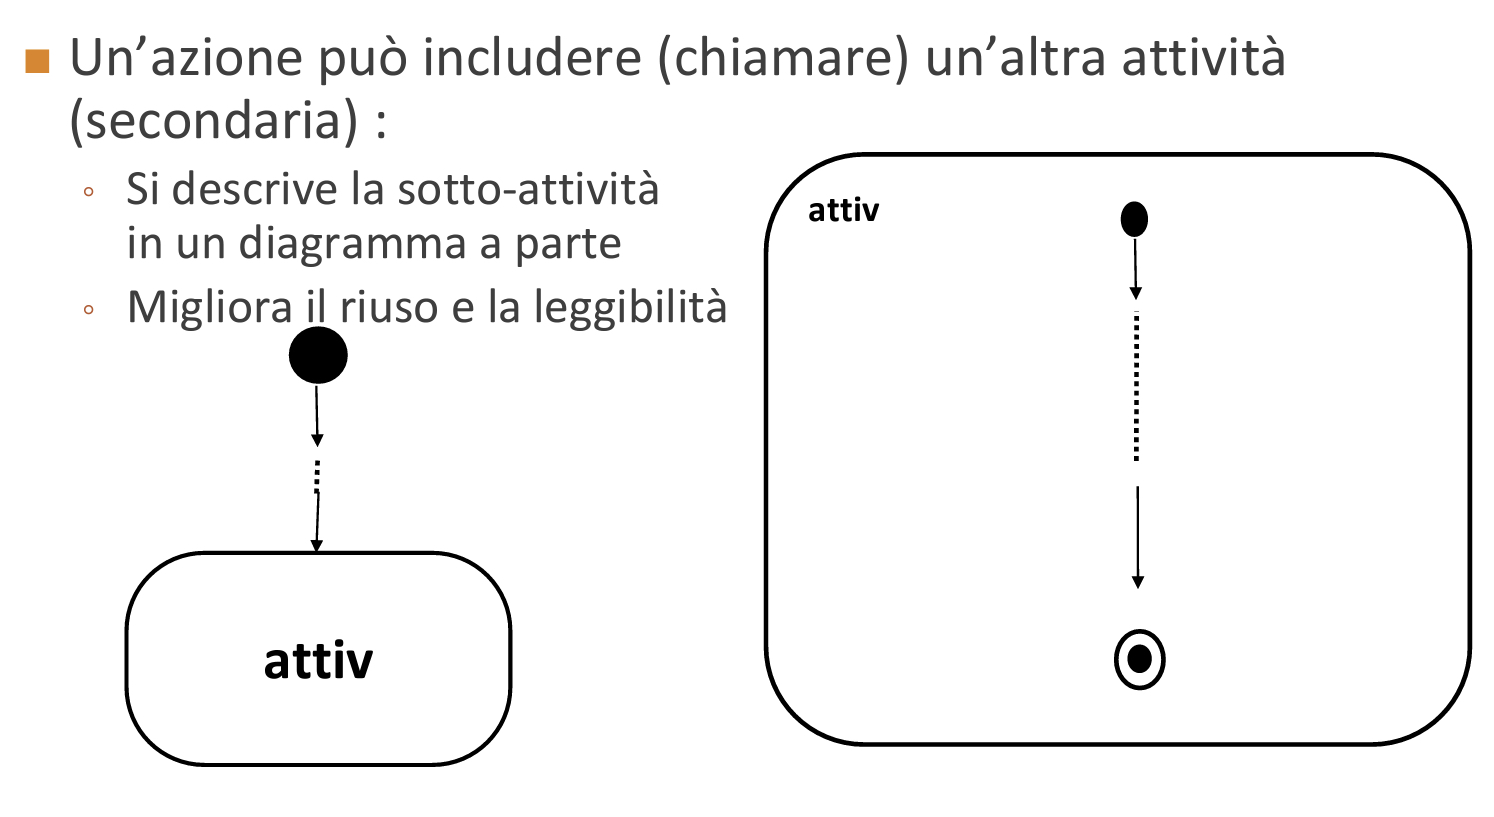 Un’azione può includere (chiamare) un’altra attività
(secondaria) :
Si descrive la sotto-attività
in un diagramma a parte
Migliora il riuso e la leggibilità
attiv
attiv